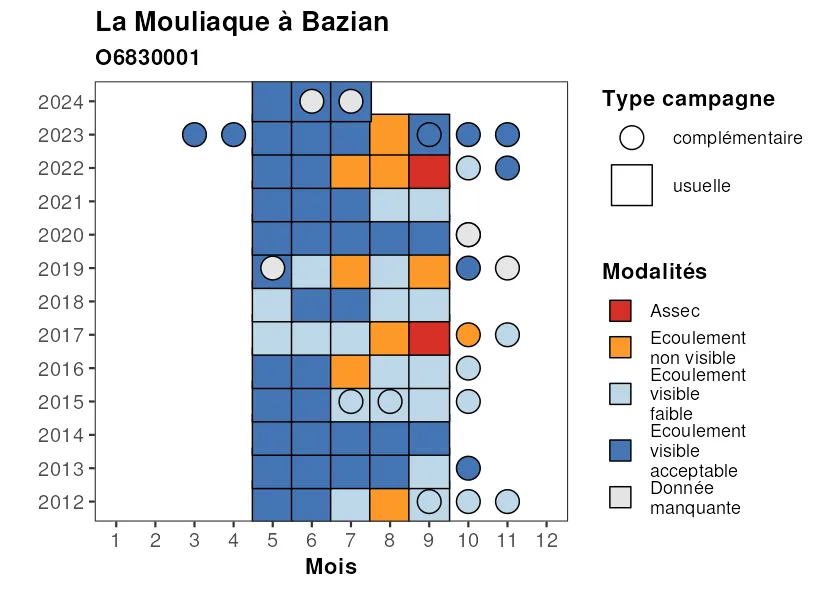 La Mouliaque à Bazian
O6830001
2024
2023
2022
2021
2020
2019
2018
2017
2016
2015
2014
2013
2012
1 2 3 4 5 6 7 8 9 10 11 12
Mois
Type campagne
complémentaire
usuelle
Modalités
Assec
Ecoulement
non visible
Ecoulement
visible
faible
Ecoulement
visible
acceptable
Donnée
manquante